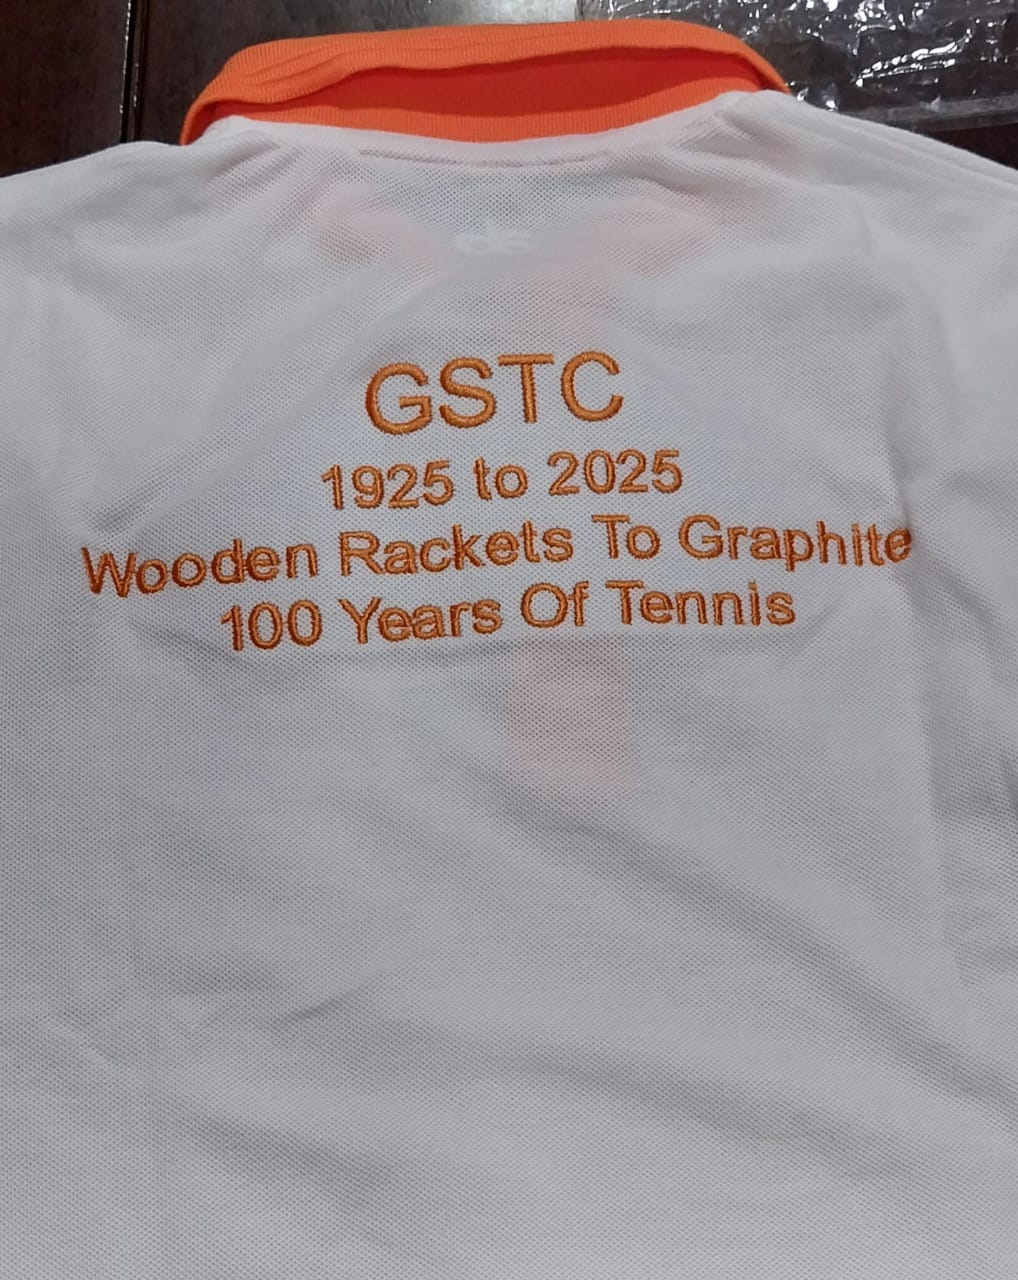 GSTC
1925 to 2025
Wooden Rackets To Graphite
100 Years Of Tennis